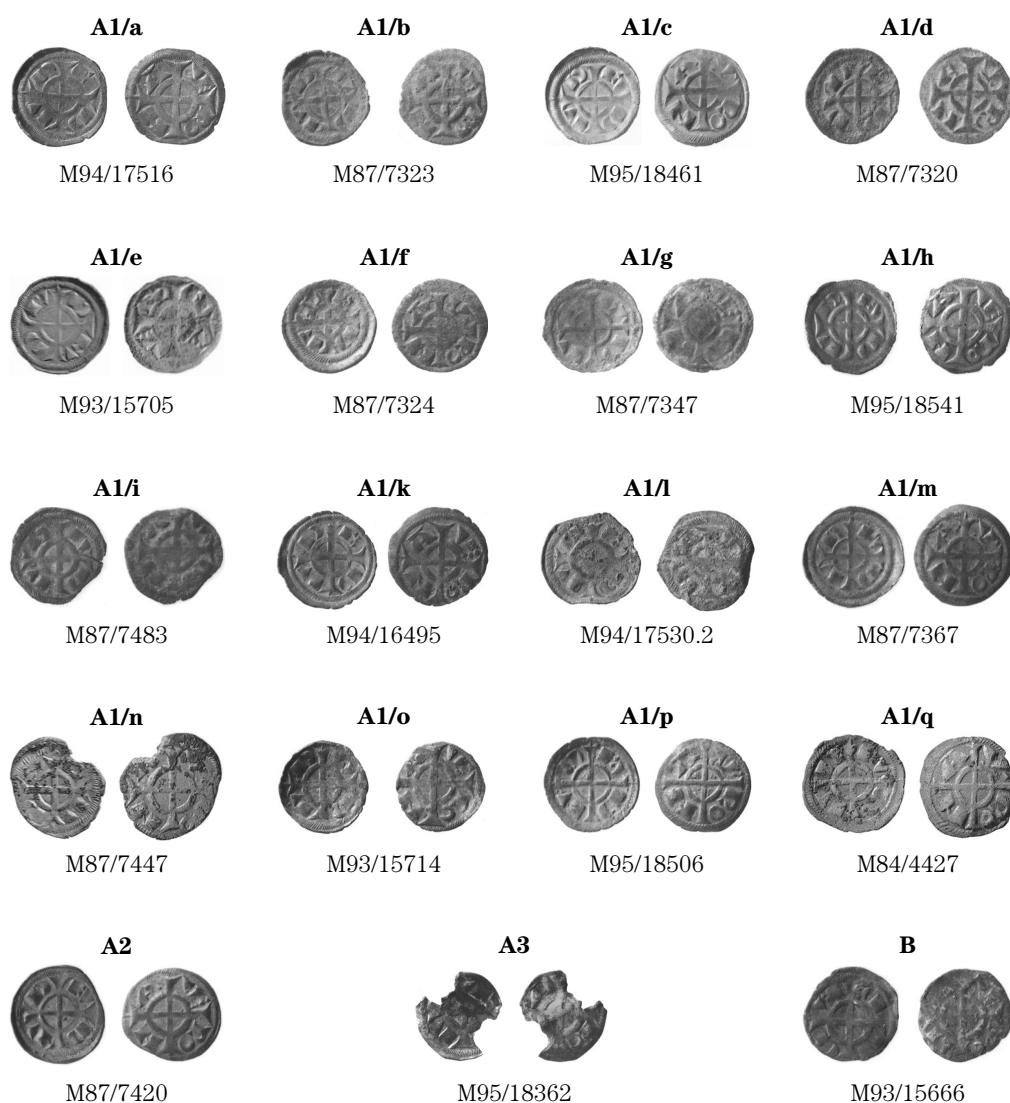 A1/a A1/b A1/c A1/d
M94/17516 M87/7323 M95/18461 M87/7320
A1/e A1/f A1/g A1/h
M93/15705 M87/7324 M87/7347 M95/18541
A1/i A1/k A1/l A1/m
M87/7483 M94/16495 M94/17530.2 M87/7367
A1/n A1/o A1/p A1/q
M87/7447 M93/15714 M95/18506 M84/4427
A2 A3 B
M87/7420 M95/18362 M93/15666